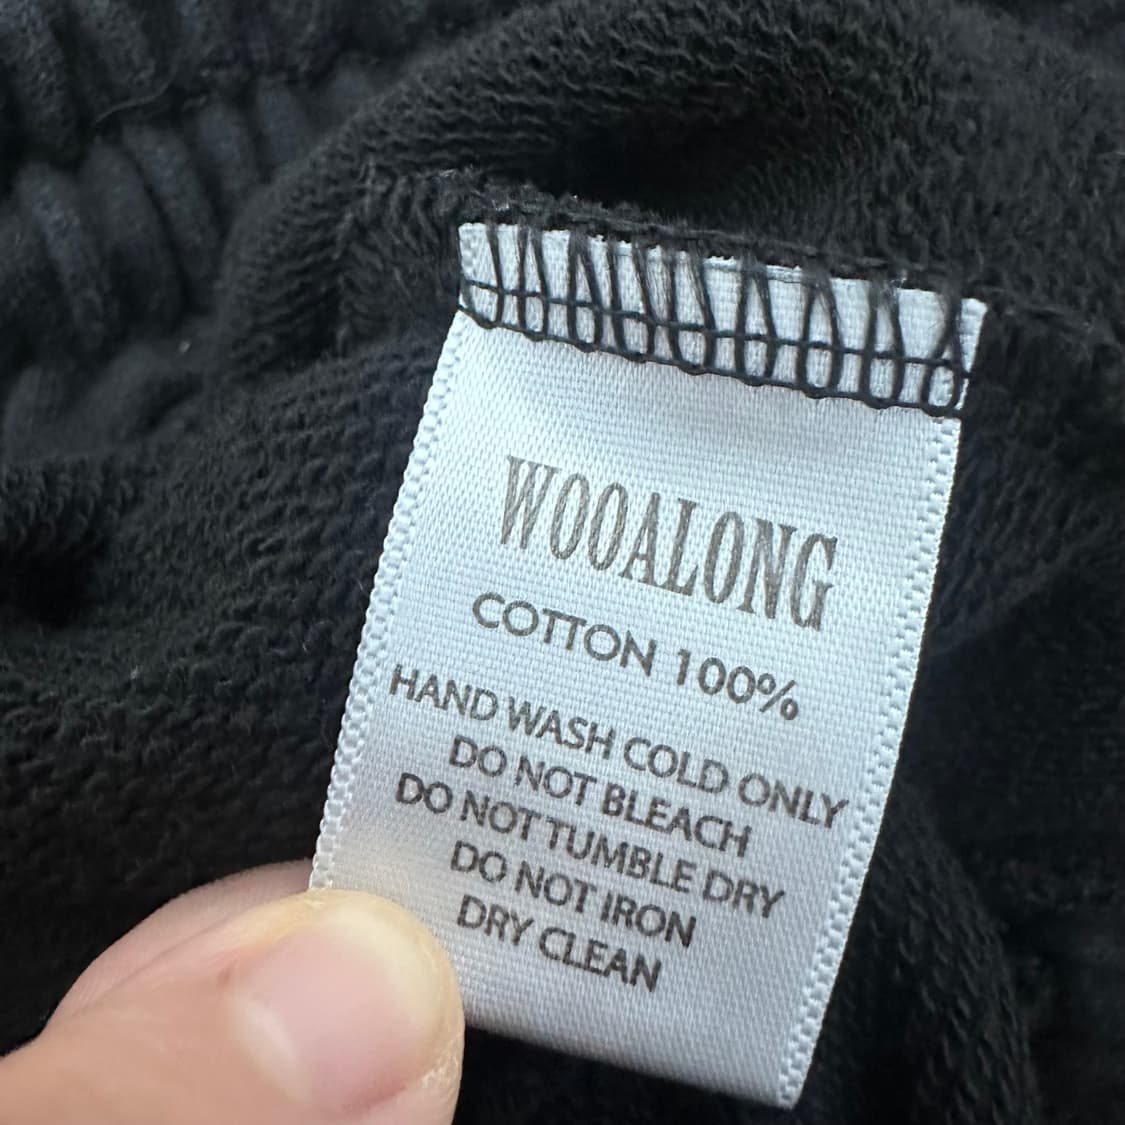 WOOALONG
COTTON 100%
HAND WASH COLD ONLY
DO NOT BLEACH
DO NOT TUMBLE DRY
DO NOT IRON
DRY CLEAN